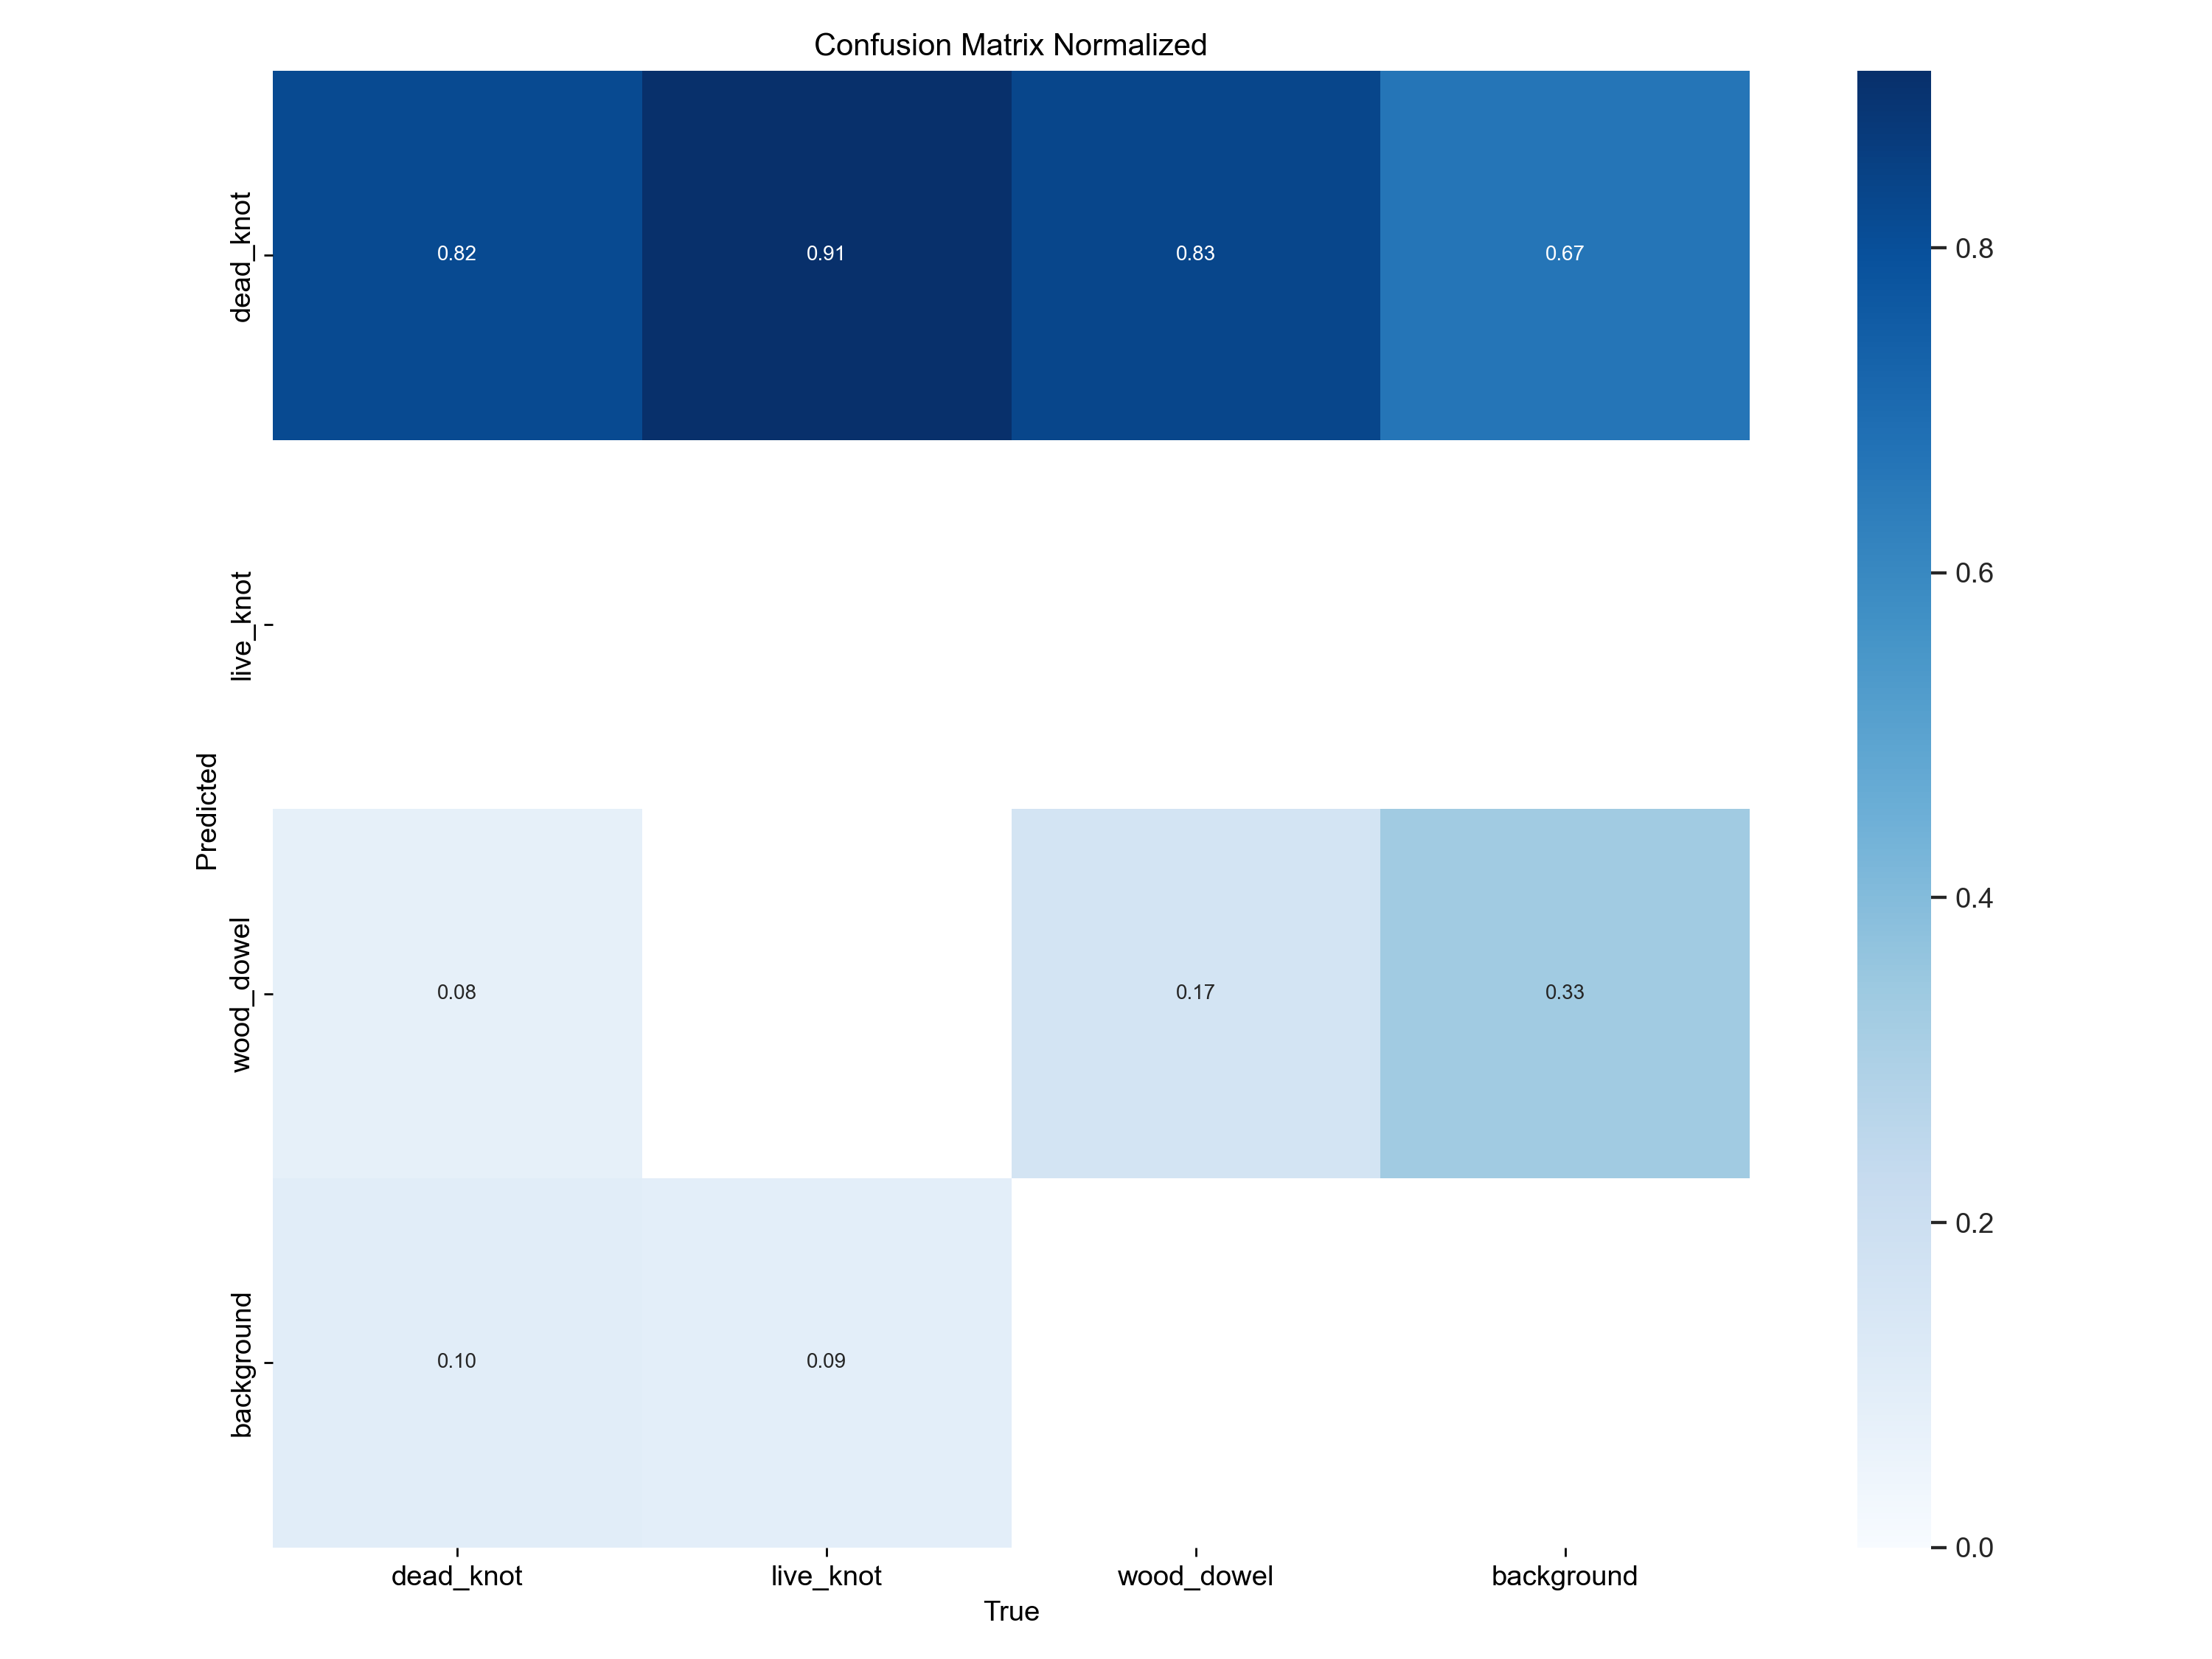 Confusion Matrix Normalized
dead_knot
0.82 0.91 0.83 0.67
live_knot
Predicted
wood_dowel
0.08 0.17 0.33
background
0.10 0.09
dead_knot live_knot wood_dowel background
True
0.8
0.6
0.4
0.2
0.0